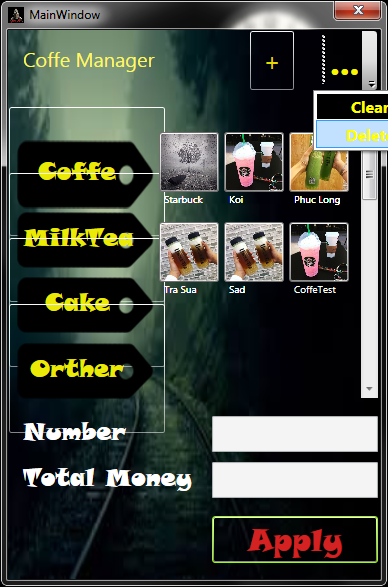 MainWindow
Coffe Manager
+
...
Clear
Delete
Coffe
MilkTea
Cake
Orther
Starbuck
Koi
Phuc Long
Tra Sua
Sad
CoffeTest
Number
Total Money
Apply